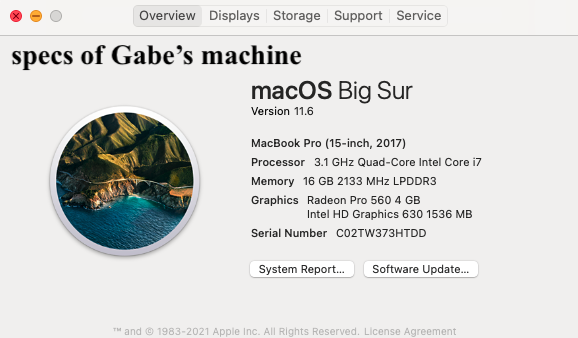 Overview Displays Storage Support Service
specs of Gabe's machine
macOS Big Sur
Version 11.6
MacBook Pro (15-inch, 2017)
Processor 3.1 GHz Quad-Core Intel Core i7
Memory 16 GB 2133 MHz LPDDR3
Graphics Radeon Pro 560 4 GB
Intel HD Graphics 630 1536 MB
Serial Number C02TW373HTDD
System Report... Software Update...
™ and © 1983-2021 Apple Inc. All Rights Reserved. License Agreement